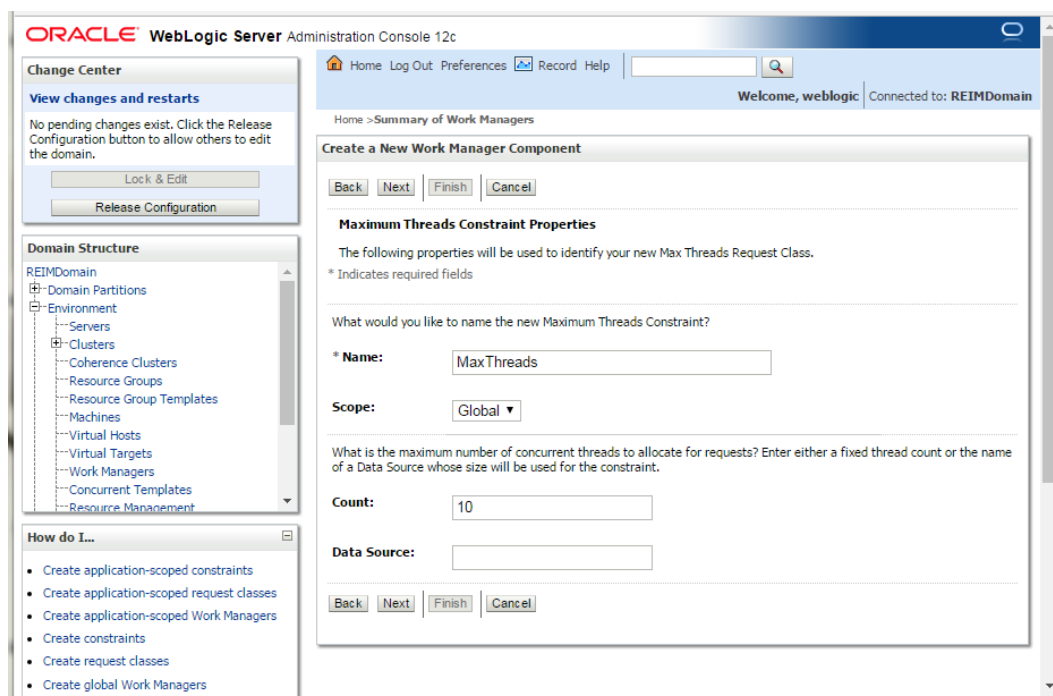 ORACLE WebLogic Server Administration Console 12c
Change Center
View changes and restarts
No pending changes exist. Click the Release
Configuration button to allow others to edit
the domain.
Lock & Edit
Release Configuration
Domain Structure
REIMDomain
Domain Partitions
Environment
Servers
Clusters
Coherence Clusters
Resource Groups
Resource Group Templates
Machines
Virtual Hosts
Virtual Targets
Work Managers
Concurrent Templates
Resource Management
How do I...
Create application-scoped constraints
Create application-scoped request classes
Create application-scoped Work Managers
Create constraints
Create request classes
Create global Work Managers
Home Log Out Preferences Record Help
Welcome, weblogic Connected to: REIMDomain
Home >Summary of Work Managers
Create a New Work Manager Component
Back Next Finish Cancel
Maximum Threads Constraint Properties
The following properties will be used to identify your new Max Threads Request Class.
* Indicates required fields
What would you like to name the new Maximum Threads Constraint?
* Name: MaxThreads
Scope: Global
What is the maximum number of concurrent threads to allocate for requests? Enter either a fixed thread count or the name
of a Data Source whose size will be used for the constraint.
Count: 10
Data Source:
Back Next Finish Cancel